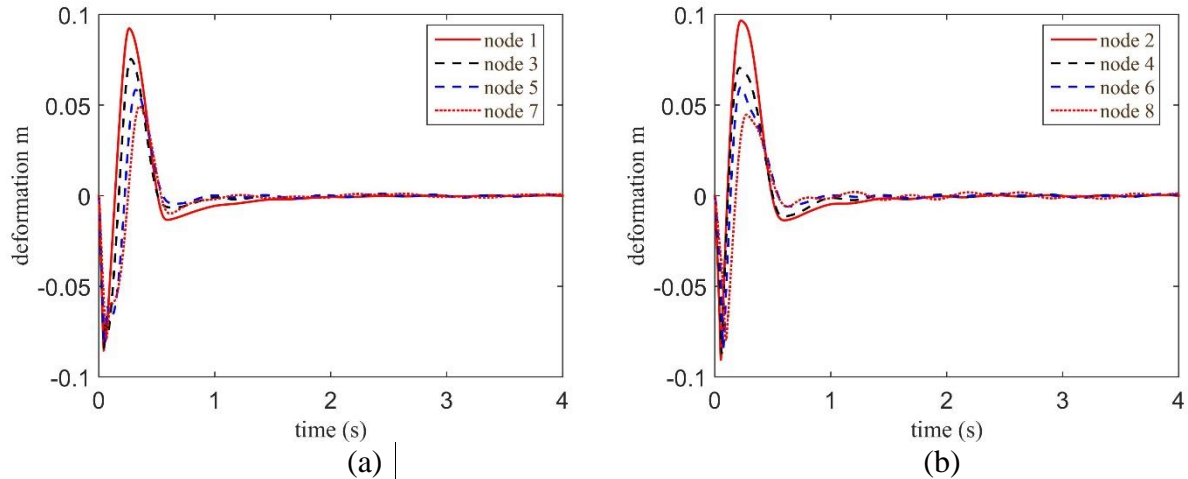 0.1
0.05
0
-0.05
-0.1
deformation m
0 1 2 3 4
time (s)
node 1
node 3
node 5
node 7
(a)
0.1
0.05
0
-0.05
-0.1
deformation m
0 1 2 3 4
time (s)
node 2
node 4
node 6
node 8
(b)